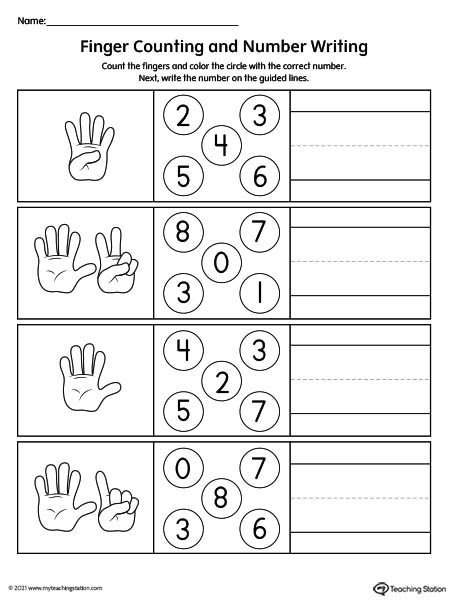 Name:
Finger Counting and Number Writing
Count the fingers and color the circle with the correct number.
Next, write the number on the guided lines.
2 3
4
5 6
8 7
0
3 1
4 3
2
5 7
0 7
8
3 6
© 2021 www.myteachingstation.com
Teaching Station